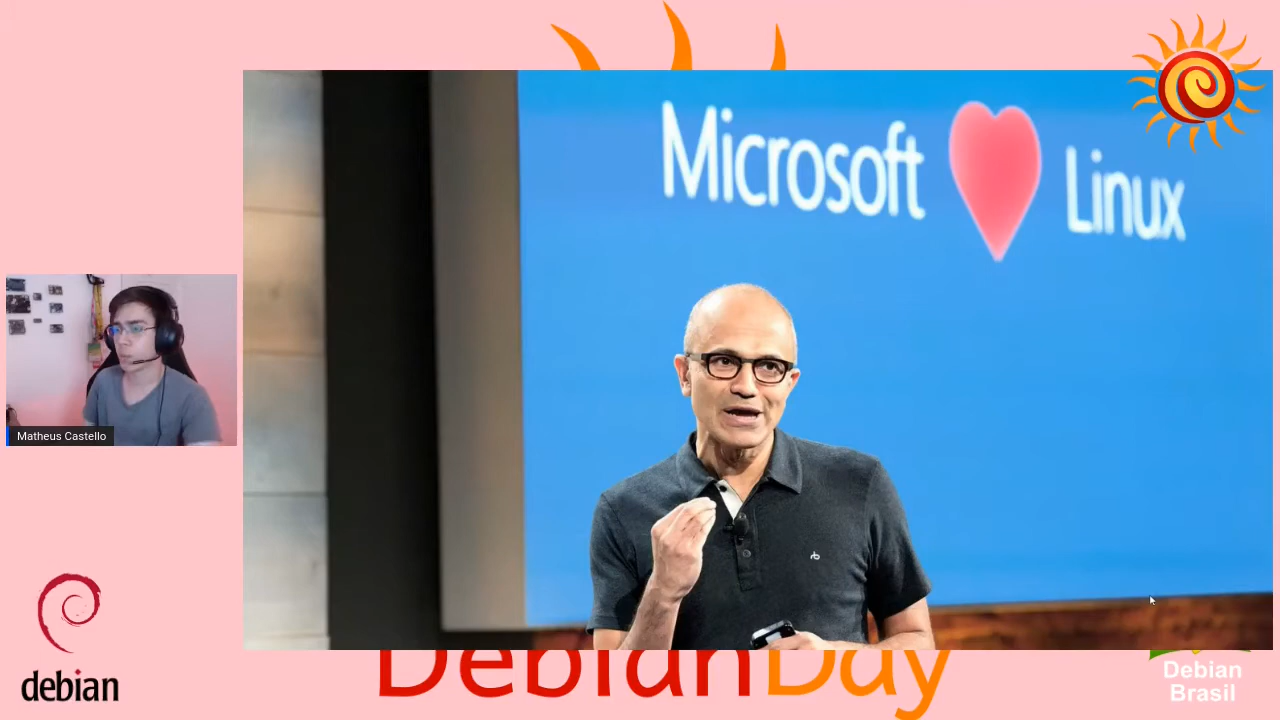 Microsoft
Linux
Matheus Castello
debian
DebianDay
Debian
Brasil